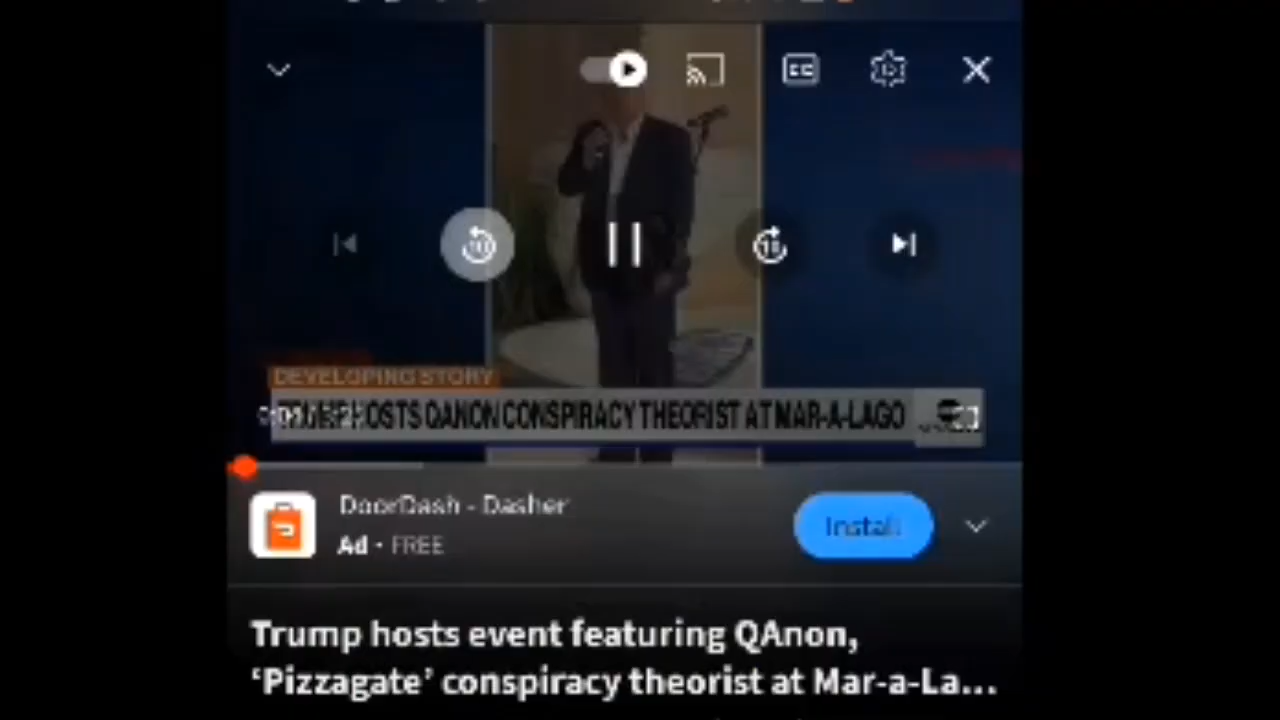 DEVELOPING STORY
TRUMP HOSTS QANON CONSPIRACY THEORIST AT MAR-A-LAGO
DoorDash - Dasher
Ad • FREE
Install
Trump hosts event featuring QAnon,
‘Pizzagate’ conspiracy theorist at Mar-a-La...